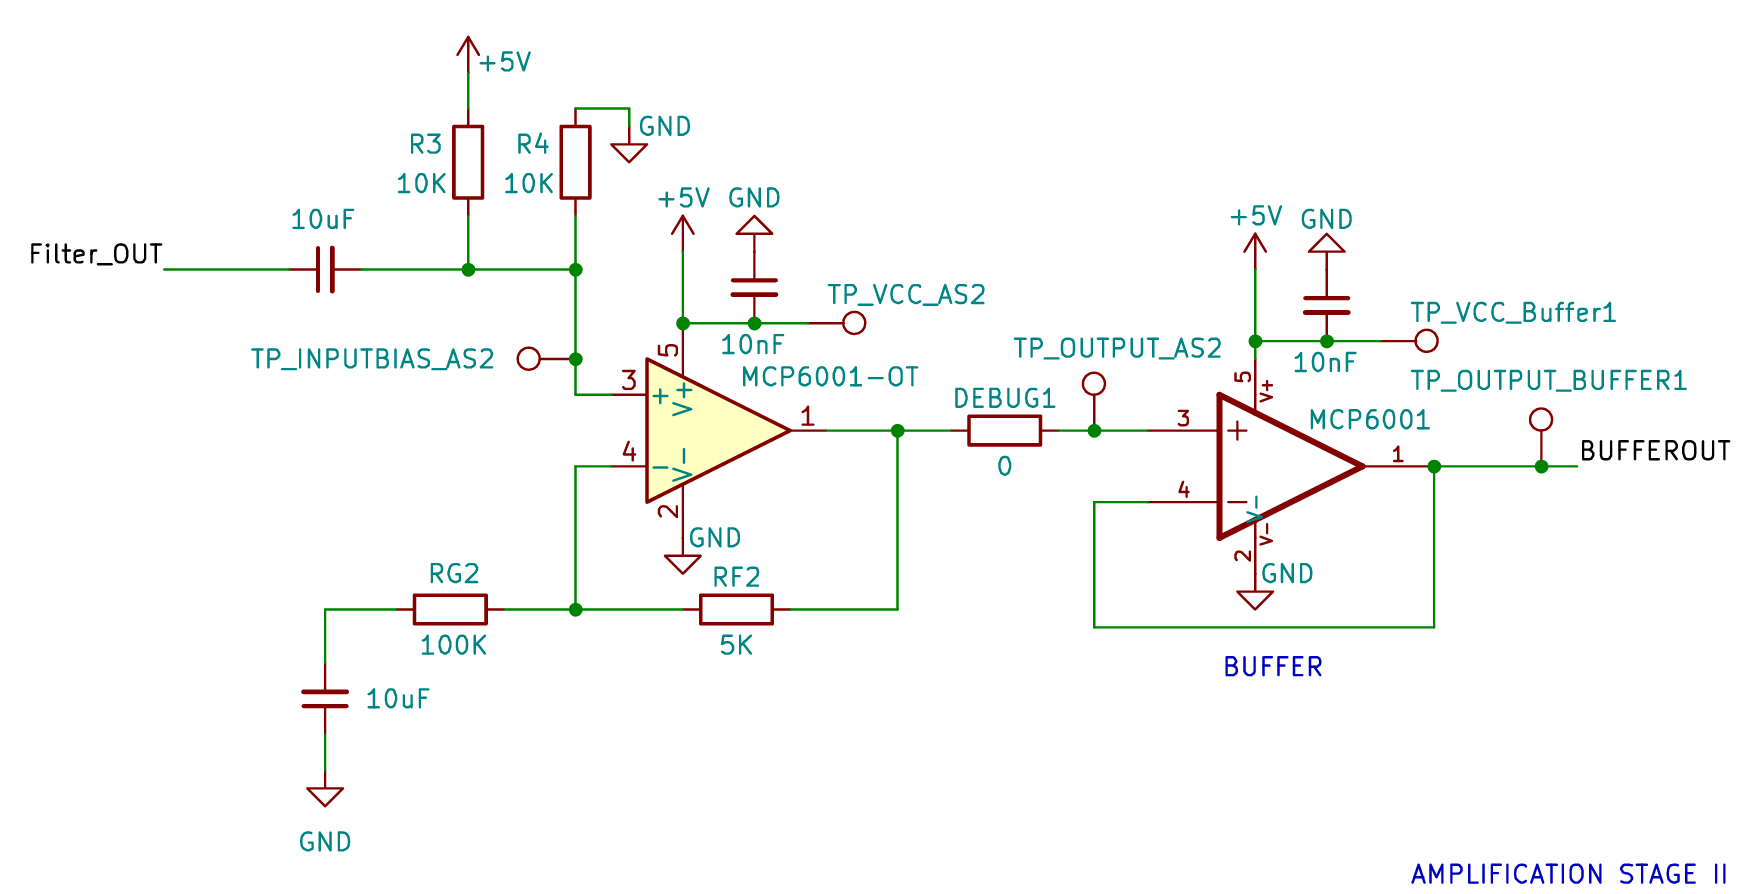 +5V
R3
10K
R4
10K
GND
10uF
Filter_OUT
+5V
GND
TP_VCC_AS2
10nF
TP_INPUTBIAS_AS2
MCP6001-OT
5
3
+
V+
1
4
−
V-
2
GND
RG2
100K
RF2
5K
10uF
GND
DEBUG1
0
TP_OUTPUT_AS2
+5V
GND
TP_VCC_Buffer1
10nF
TP_OUTPUT_BUFFER1
MCP6001
5
V+
3
+
1
4
−
V-
V-
2
GND
BUFFEROUT
BUFFER
AMPLIFICATION STAGE II